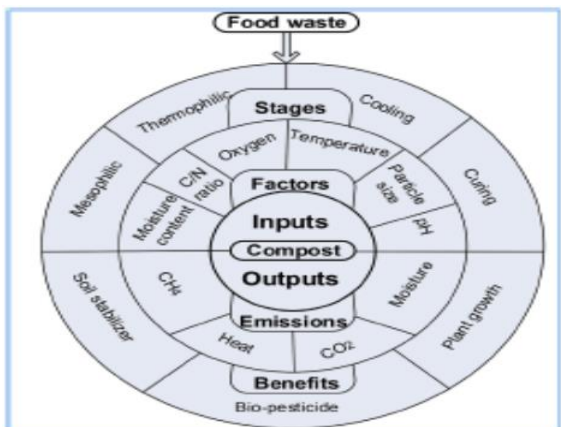 Food waste
Thermophilic
Stages
Cooling
Mesophilic
Curing
Oxygen
Temperature
C/N
ratio
Particle
size
Moisture
content
Factors
pH
Inputs
Compost
Outputs
CH4
Moisture
Emissions
Heat
CO2
Soil stabilizer
Plant growth
Benefits
Bio-pesticide